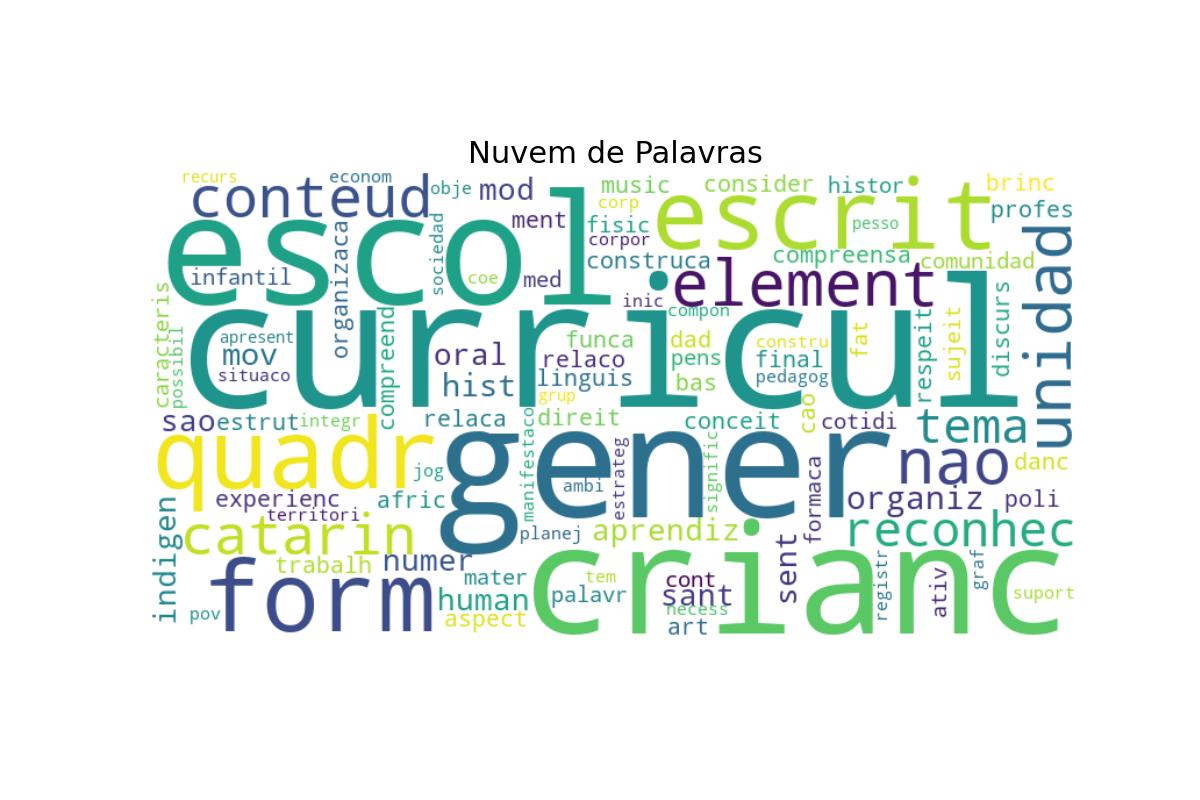 Nuvem de Palavras
recurs
econom
conteud
obje
mod
music
consider
histor
brinc
corp
escrit
profes
ment
fisic
pesso
corpor
escol
organizaca
sociedad
compreensa
comunidad
unidad
infantil
coe
med
construca
element
inic
compon
curricul
caracteris
possibil
apresent
mov
situaco
compreend
oral
hist
funca
relaco
linguis
grup
dad
pens
bas
constru
final
pedagog
fat
respeit
sujeit
discurs
sao
estrut
integr
relaca
direit
conceit
cao
cotidi
tema
quadr
gener
jog
manifestaco
ambi
estrateg
signific
nao
danc
experienc
afric
territori
formaca
organiz
poli
indigen
catarin
planej
aprendiz
reconhec
trabalh
numer
mater
tem
cont
sent
registr
ativ
graf
form
human
palavr
sant
necess
crianc
suport
pov
aspect
art